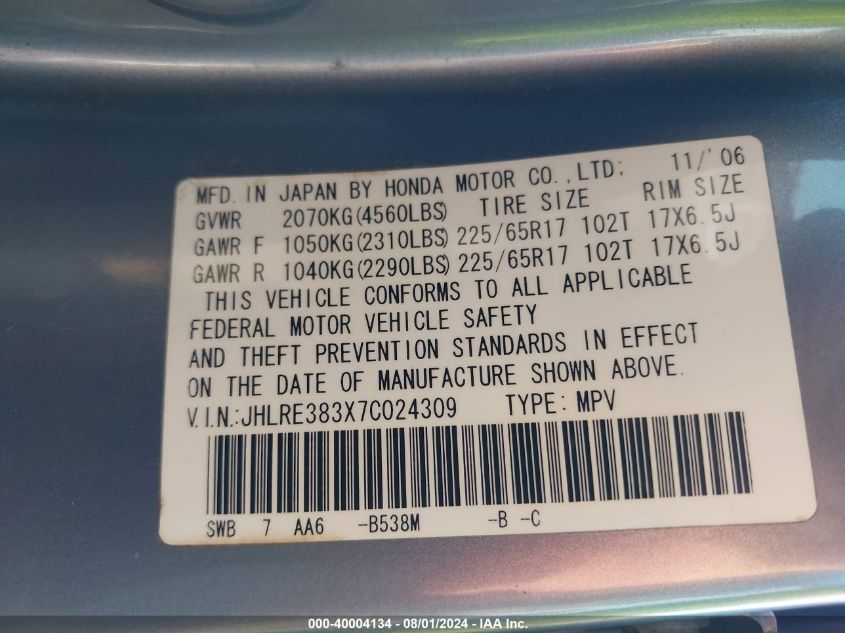 MFD. IN JAPAN BY HONDA MOTOR CO.,LTD; 11/'06
GVWR 2070KG(4560LBS) TIRE SIZE RIM SIZE
GAWR F 1050KG(2310LBS) 225/65R17 102T 17X6.5J
GAWR R 1040KG(2290LBS) 225/65R17 102T 17X6.5J
THIS VEHICLE CONFORMS TO ALL APPLICABLE
FEDERAL MOTOR VEHICLE SAFETY
AND THEFT PREVENTION STANDARDS IN EFFECT
ON THE DATE OF MANUFACTURE SHOWN ABOVE.
V.I.N.:JHLRE383X7C024309 TYPE: MPV
SWB 7 AA6 -B538M -B -C
000-40004134 - 08/01/2024 - IAA Inc.